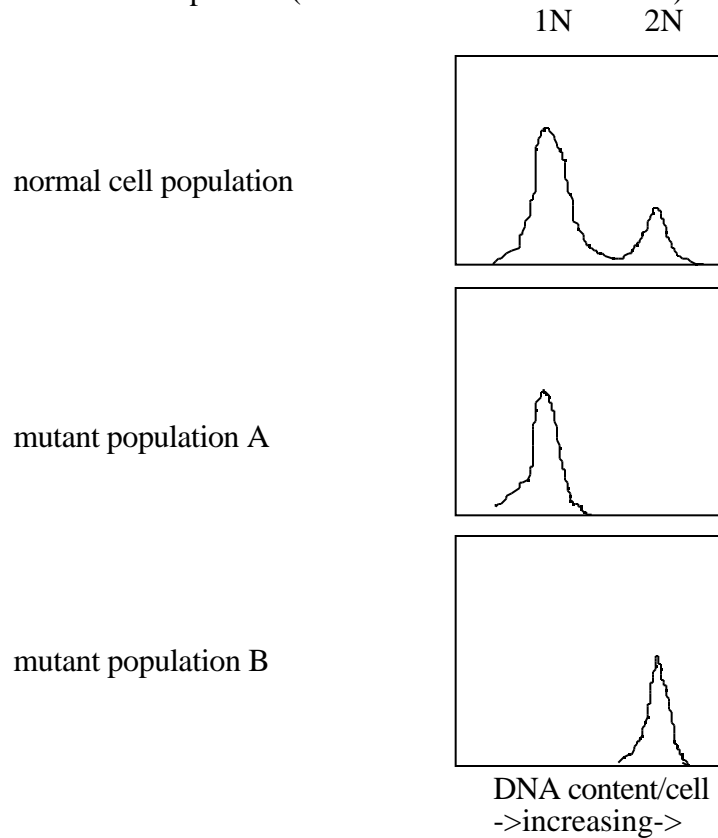 1N 2N
normal cell population
mutant population A
mutant population B
DNA content/cell
->increasing->